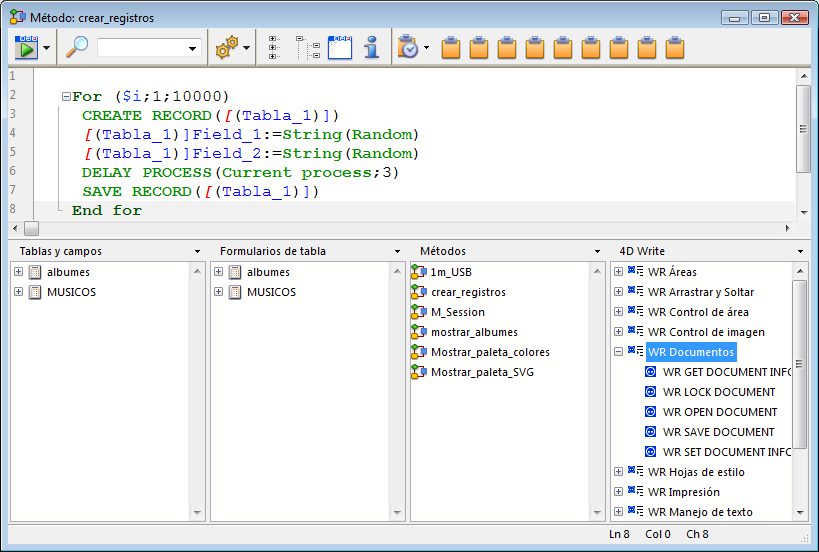 Método: crear_registros
1
2 For ($i;1;10000)
3 CREATE RECORD([(Tabla_1)])
4 [(Tabla_1)]Field_1:=String(Random)
5 [(Tabla_1)]Field_2:=String(Random)
6 DELAY PROCESS(Current process;3)
7 SAVE RECORD([(Tabla_1)])
8 End for
Tablas y campos
albumes
MUSICOS
Formularios de tabla
albumes
MUSICOS
Métodos
1m_USB
crear_registros
M_Session
mostrar_albumes
Mostrar_paleta_colores
Mostrar_paleta_SVG
4D Write
WR Áreas
WR Arrastrar y Soltar
WR Control de área
WR Control de imagen
WR Documentos
WR GET DOCUMENT INFO
WR LOCK DOCUMENT
WR OPEN DOCUMENT
WR SAVE DOCUMENT
WR SET DOCUMENT INFO
WR Hojas de estilo
WR Impresión
WR Manejo de texto
Ln 8 Col 0 Ch 8